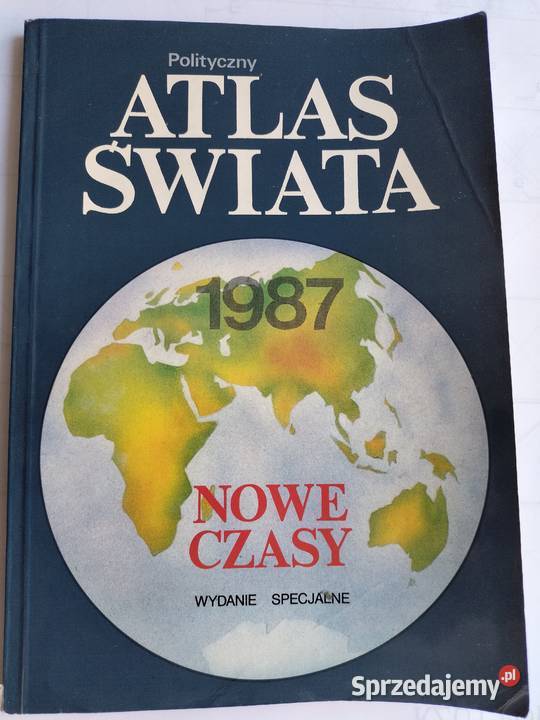 Polityczny
ATLAS
ŚWIATA
1987
NOWE
CZASY
WYDANIE SPECJALNE
Sprzedajemy.pl